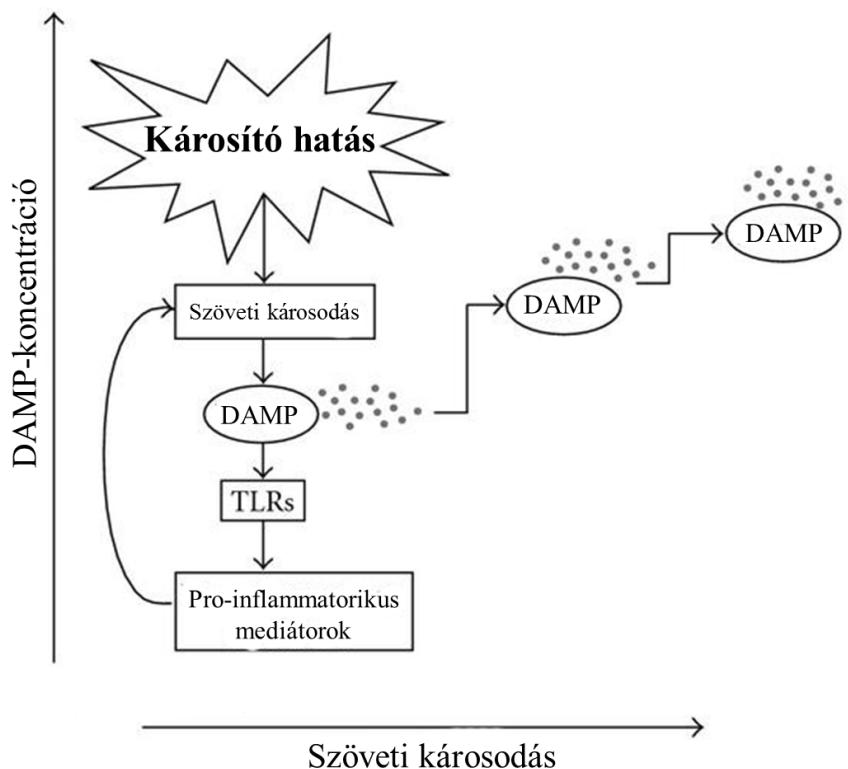 Károsító hatás
DAMP-koncentráció
Szöveti károsodás
DAMP
DAMP
DAMP
TLRs
Pro-inflammatorikus
mediátorok
Szöveti károsodás